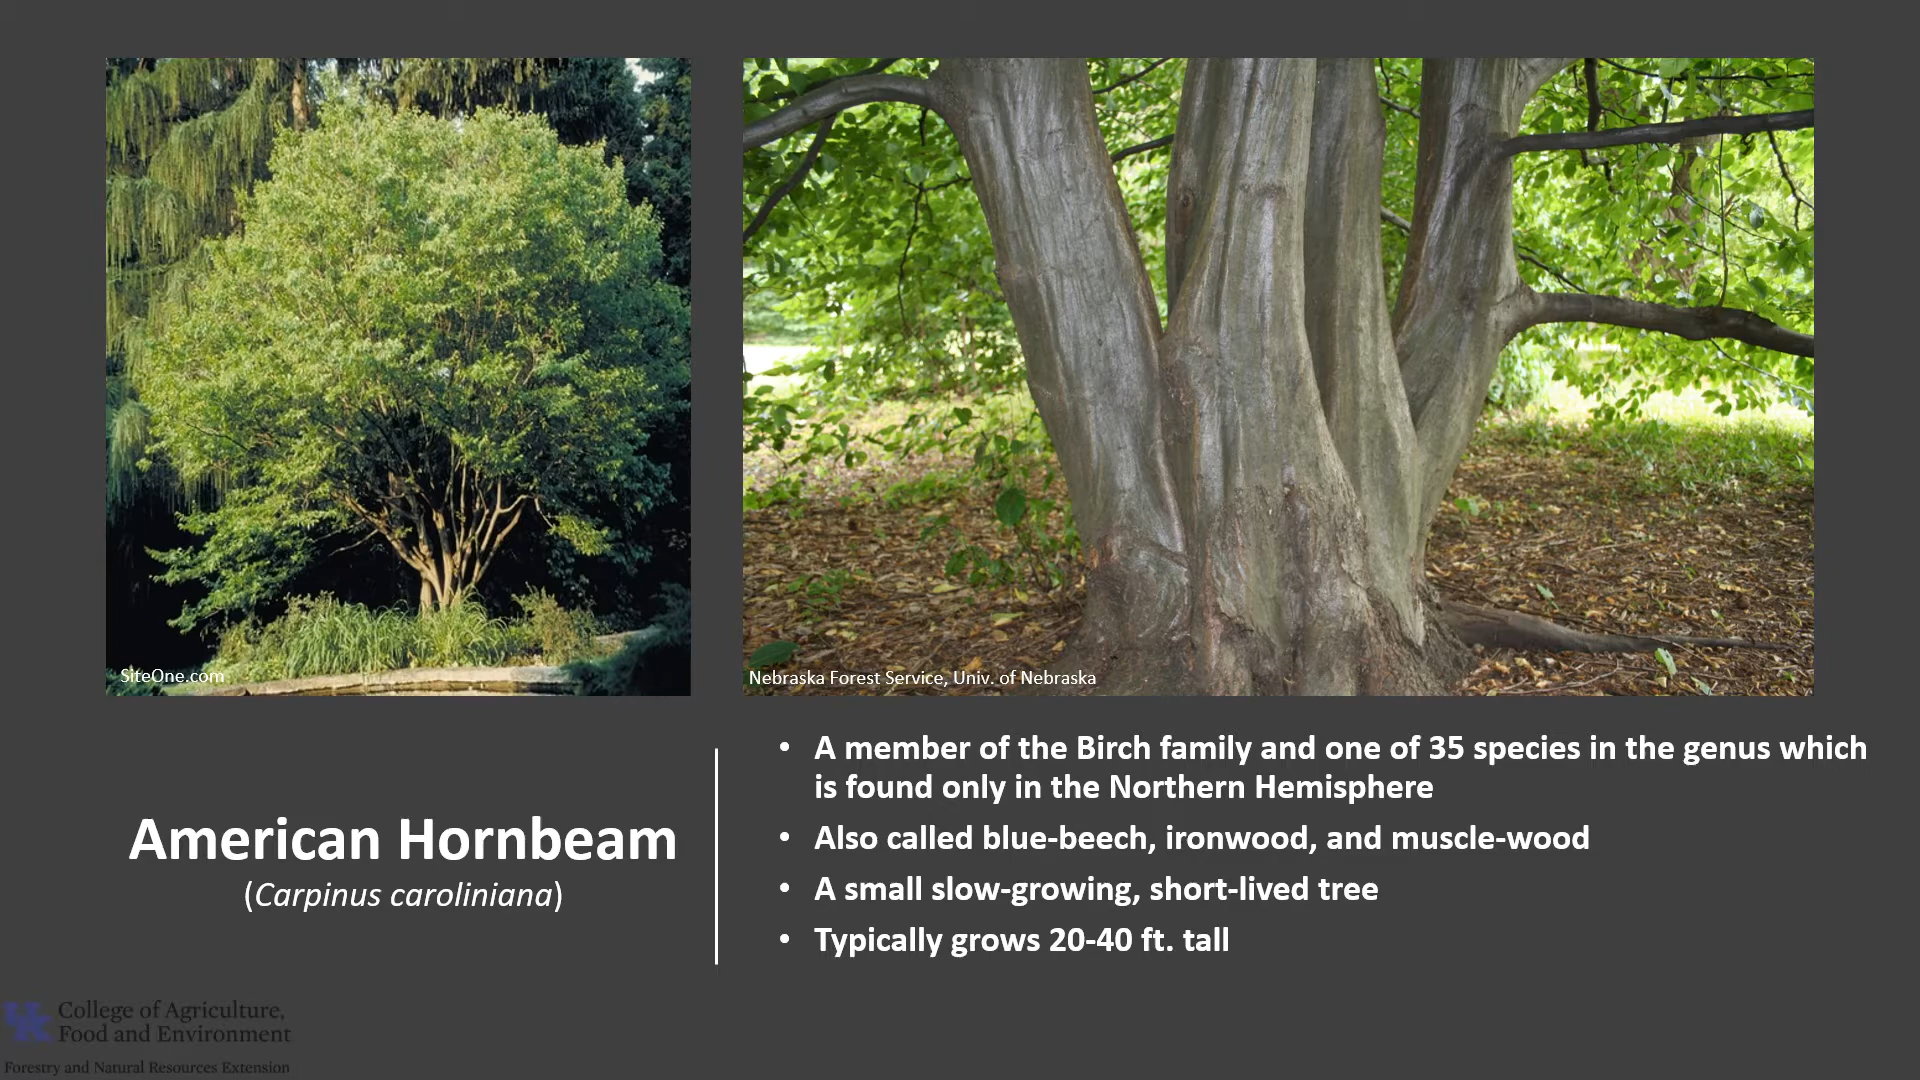 SiteOne.com
Nebraska Forest Service, Univ. of Nebraska
American Hornbeam
(Carpinus caroliniana)
• A member of the Birch family and one of 35 species in the genus which
is found only in the Northern Hemisphere
• Also called blue-beech, ironwood, and muscle-wood
• A small slow-growing, short-lived tree
• Typically grows 20-40 ft. tall
UK
College of Agriculture,
Food and Environment
Forestry and Natural Resources Extension